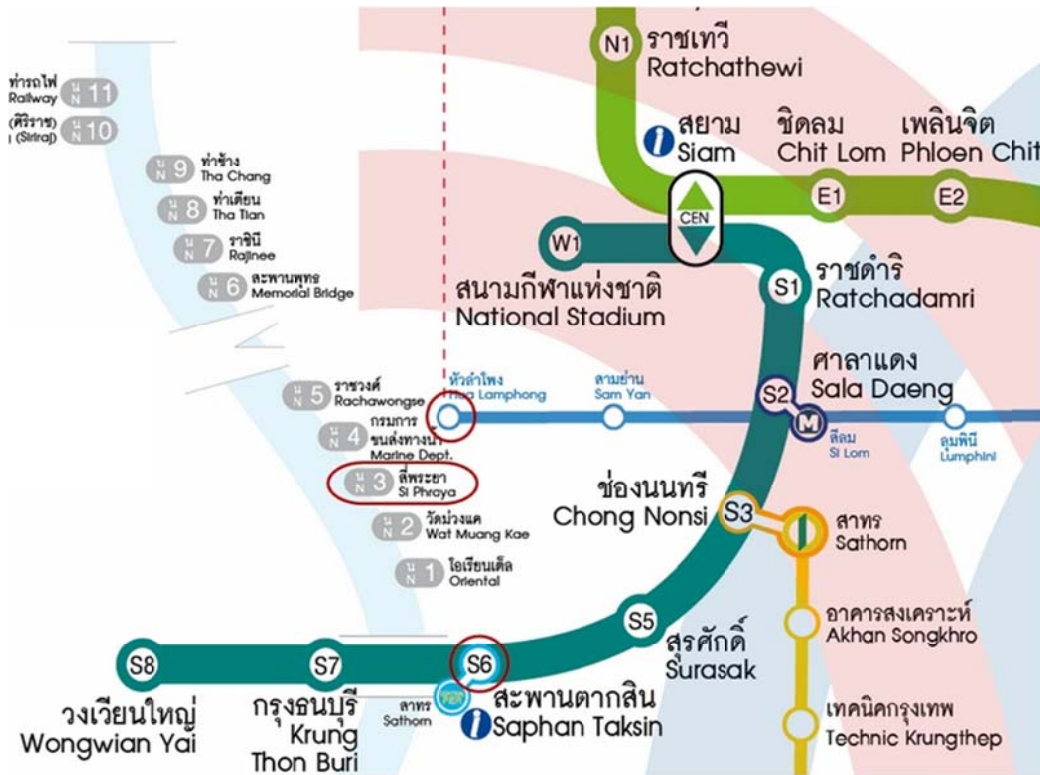 N1
ราชเทวี
Ratchathewi
ท่ารถไฟ
Railway
น
N 11
(ศิริราช)
(Siriraj)
น
N 10
สยาม
Siam
ชิดลม
Chit Lom
เพลินจิต
Phloen Chit
น
N 9
ท่าช้าง
Tha Chang
E1
E2
น
N 8
ท่าเตียน
Tha Tian
CEN
น
N 7
ราชินี
Rajinee
W1
น
N 6
สะพานพุทธ
Memorial Bridge
สนามกีฬาแห่งชาติ
National Stadium
S1
ราชดำริ
Ratchadamri
น
N 5
ราชวงศ์
Rachawongse
หัวลำโพง
Hua Lamphong
สามย่าน
Sam Yan
S2
ศาลาแดง
Sala Daeng
น
N 4
กรมการ
ขนส่งทางน้ำ
Marine Dept.
M
สีลม
Si Lom
ลุมพินี
Lumphini
น
N 3
สี่พระยา
Si Phraya
ช่องนนทรี
Chong Nonsi
S3
สาทร
Sathorn
น
N 2
วัดม่วงแค
Wat Muang Kae
น
N 1
โอเรียนเต็ล
Oriental
อาคารสงเคราะห์
Akhan Songkhro
S5
สุรศักดิ์
Surasak
S8
S7
S6
วงเวียนใหญ่
Wongwian Yai
กรุงธนบุรี
Krung
Thon Buri
สาทร
Sathorn
i
สะพานตากสิน
Saphan Taksin
เทคนิคกรุงเทพ
Technic Krungthep